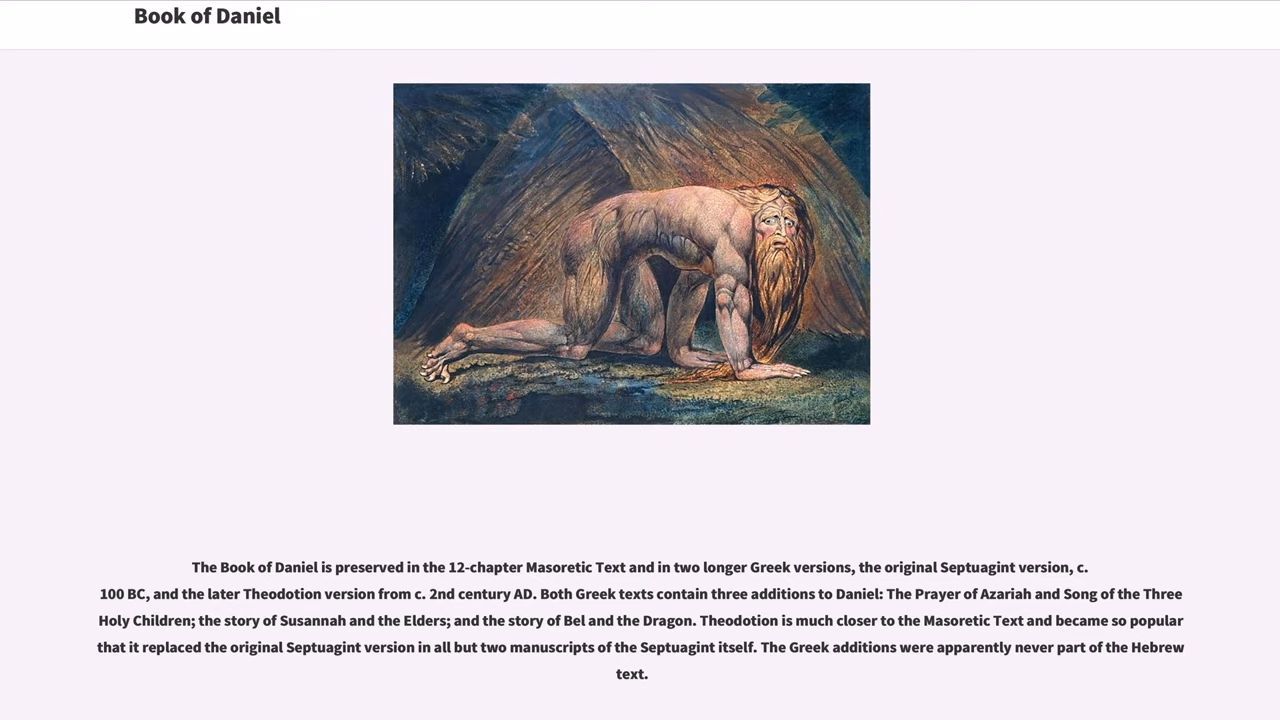 Book of Daniel
The Book of Daniel is preserved in the 12-chapter Masoretic Text and in two longer Greek versions, the original Septuagint version, c.
100 BC, and the later Theodotion version from c. 2nd century AD. Both Greek texts contain three additions to Daniel: The Prayer of Azariah and Song of the Three
Holy Children; the story of Susannah and the Elders; and the story of Bel and the Dragon. Theodotion is much closer to the Masoretic Text and became so popular
that it replaced the original Septuagint version in all but two manuscripts of the Septuagint itself. The Greek additions were apparently never part of the Hebrew
text.